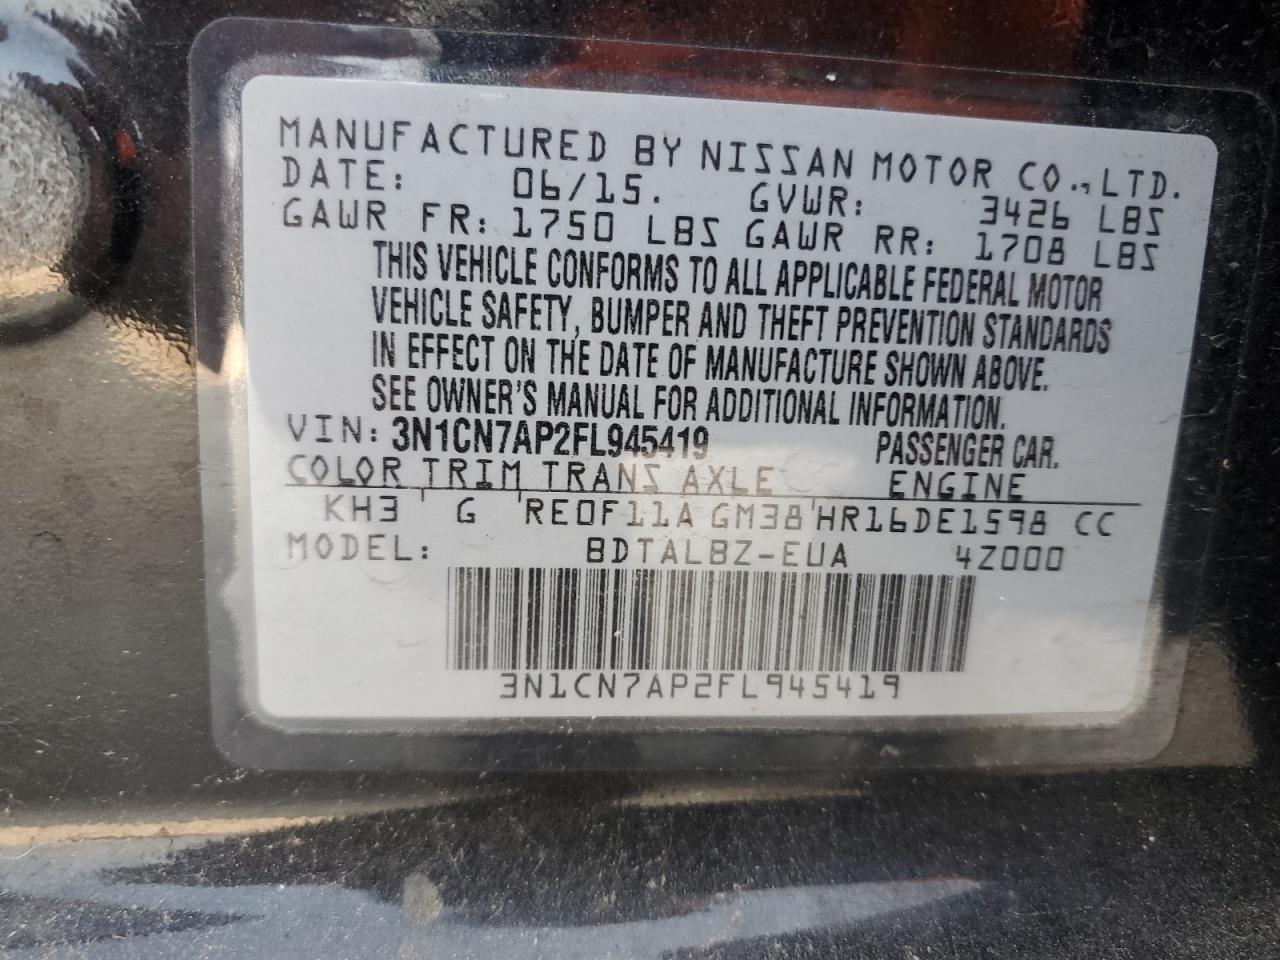 MANUFACTURED BY NISSAN MOTOR CO.,LTD.
DATE: 06/15. GVWR: 3426 LBS
GAWR FR: 1750 LBS GAWR RR: 1708 LBS
THIS VEHICLE CONFORMS TO ALL APPLICABLE FEDERAL MOTOR
VEHICLE SAFETY, BUMPER AND THEFT PREVENTION STANDARDS
IN EFFECT ON THE DATE OF MANUFACTURE SHOWN ABOVE.
SEE OWNER'S MANUAL FOR ADDITIONAL INFORMATION.
VIN: 3N1CN7AP2FL945419 PASSENGER CAR.
COLOR TRIM TRANS AXLE ENGINE
KH3 G RE0F11A GM38 HR16DE1598 CC
MODEL: BDTALBZ-EUA 4Z000
3N1CN7AP2FL945419